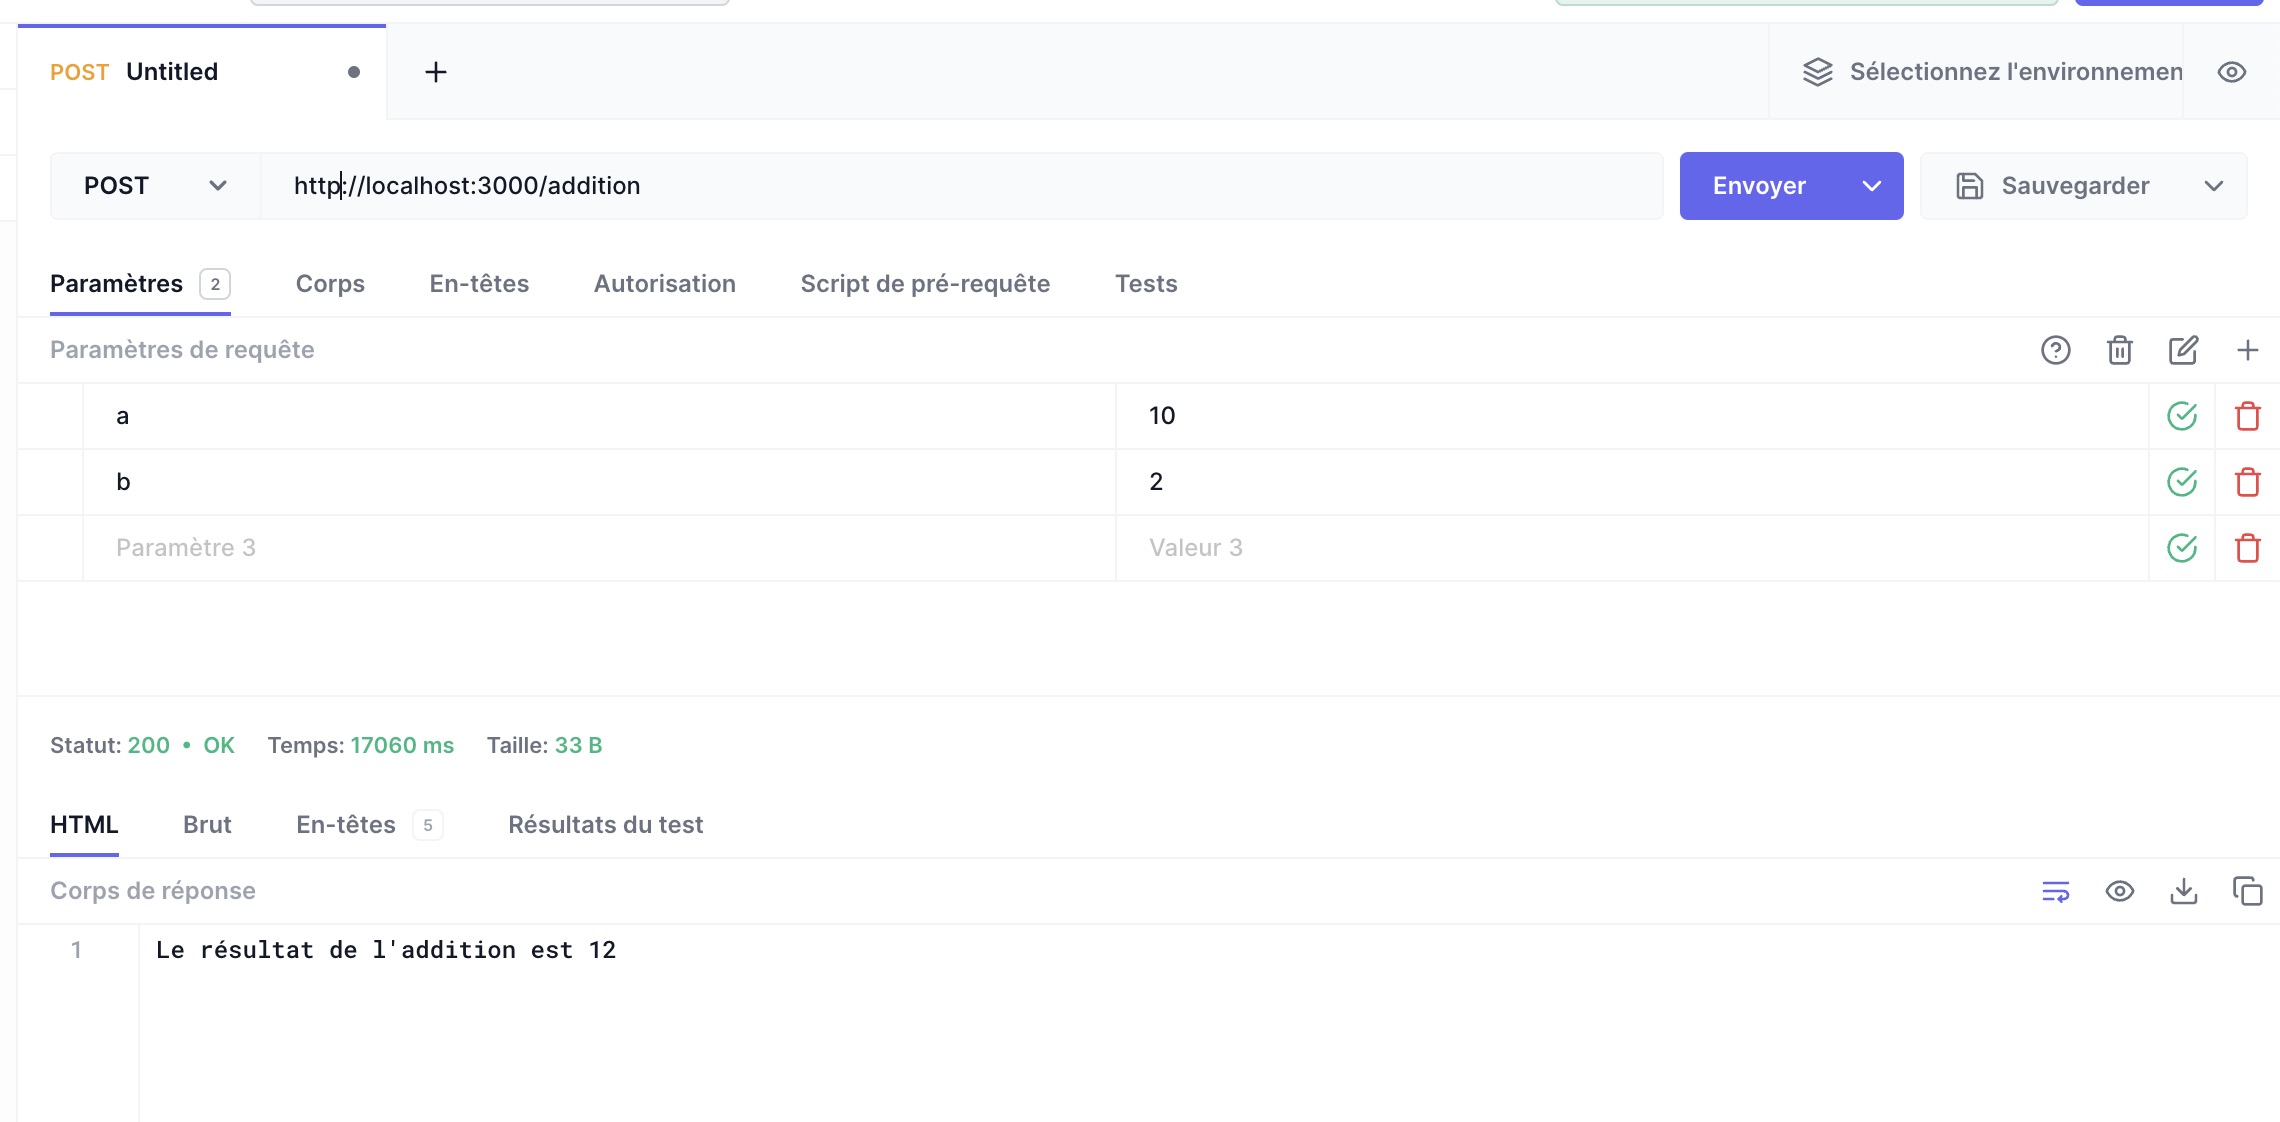 POST Untitled
Sélectionnez l'environnemen
POST
http://localhost:3000/addition
Envoyer
Sauvegarder
Paramètres 2 Corps En-têtes Autorisation Script de pré-requête Tests
Paramètres de requête
a 10
b 2
Paramètre 3 Valeur 3
Statut: 200 • OK Temps: 17060 ms Taille: 33 B
HTML Brut En-têtes 5 Résultats du test
Corps de réponse
1 Le résultat de l'addition est 12